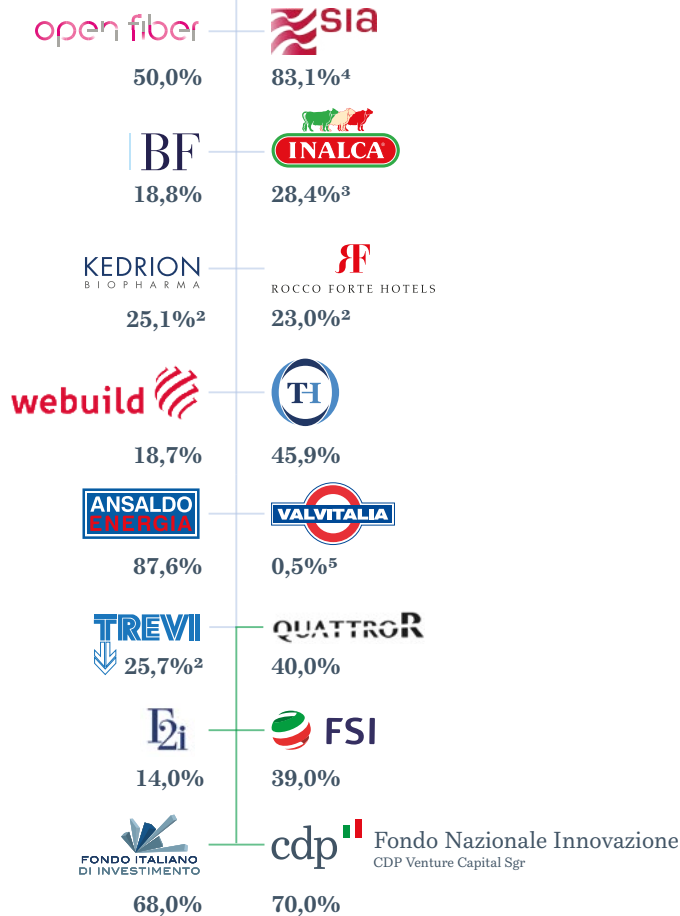 open fiber
sia
50,0%
83,1%⁴
BF
INALCA
18,8%
28,4%³
KEDRION
BIOPHARMA
RF
ROCCO FORTE HOTELS
25,1%²
23,0%²
webuild
TH
18,7%
45,9%
ANSALDO
ENERGIA
VALVITALIA
87,6%
0,5%⁵
TREVI
QUATTROR
25,7%²
40,0%
F2i
FSI
14,0%
39,0%
FONDO ITALIANO
DI INVESTIMENTO
cdp
Fondo Nazionale Innovazione
CDP Venture Capital Sgr
68,0%
70,0%